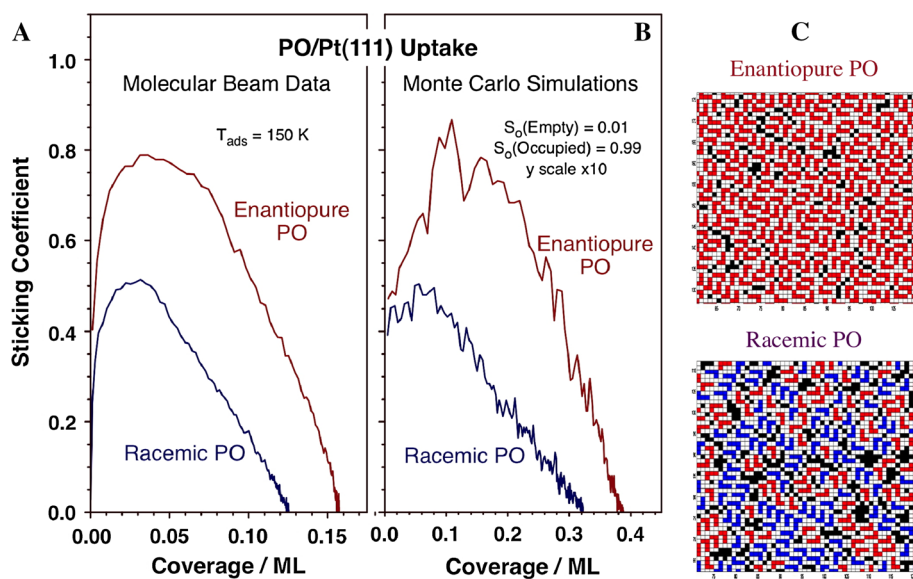 A
B
C
PO/Pt(111) Uptake
Molecular Beam Data
T_ads = 150 K
Enantiopure
PO
Racemic PO
Monte Carlo Simulations
S_o(Empty) = 0.01
S_o(Occupied) = 0.99
y scale x10
Enantiopure
PO
Racemic PO
Sticking Coefficient
1.0
0.8
0.6
0.4
0.2
0.0
0.00 0.05 0.10 0.15
Coverage / ML
0.0 0.1 0.2 0.3 0.4
Coverage / ML
Enantiopure PO
Racemic PO